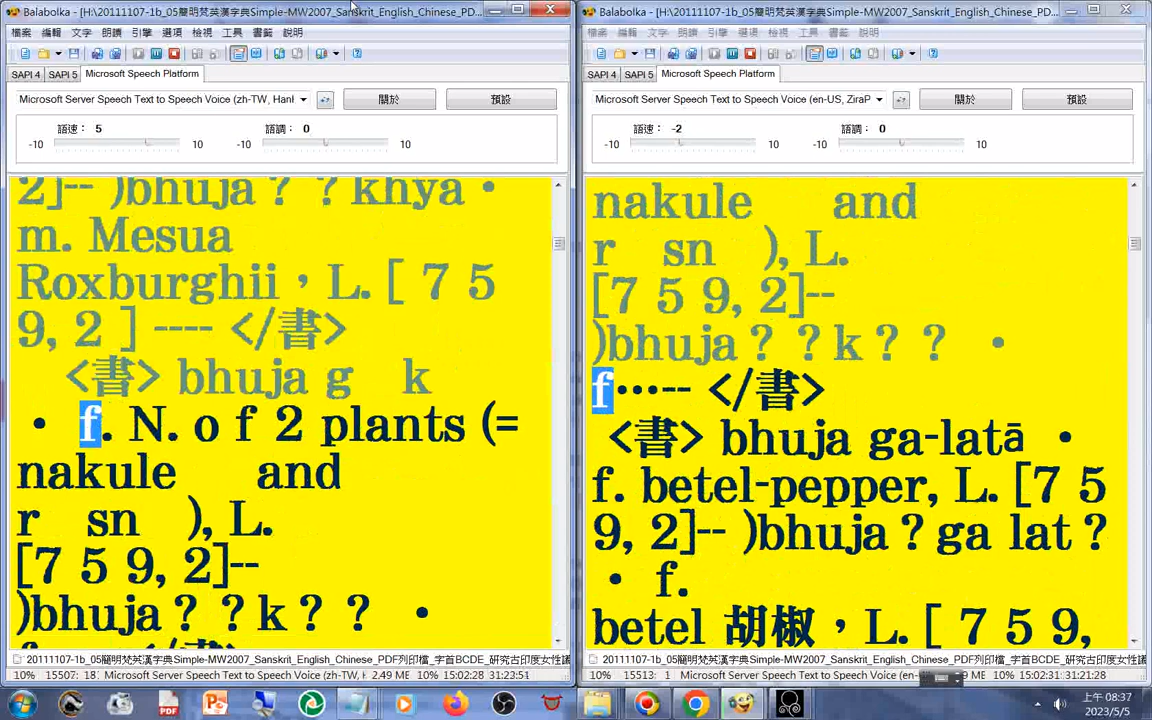 Balabolka - [H:\20111107-1b_05簡明梵英漢字典Simple-MW2007_Sanskrit_English_Chinese_PD...
檔案 編輯 文字 朗讀 引擎 選項 檢視 工具 書籤 說明
SAPI 4 SAPI 5 Microsoft Speech Platform
Microsoft Server Speech Text to Speech Voice (zh-TW, HanH 關於 預設
語速： 5 語調： 0
-10 10 -10 10
2]-- )bhuja？？khya •
m. Mesua
Roxburghii，L. [ 7 5
9, 2 ] ---- </書>
<書> bhuja g k
• f. N. o f 2 plants (=
nakule and
r sn ), L.
[7 5 9, 2]--
)bhuja？？k？？ •
20111107-1b_05簡明梵英漢字典Simple-MW2007_Sanskrit_English_Chinese_PDF列印檔_字首BCDE_研究古印度女性議
10% 15507: 18 Microsoft Server Speech Text to Speech Voice (zh-TW, H 2.49 MB 10% 15:02:28 31:23:51
Balabolka - [H:\20111107-1b_05簡明梵英漢字典Simple-MW2007_Sanskrit_English_Chinese_PD...
檔案 編輯 文字 朗讀 引擎 選項 檢視 工具 書籤 說明
SAPI 4 SAPI 5 Microsoft Speech Platform
Microsoft Server Speech Text to Speech Voice (en-US, ZiraP 關於 預設
語速： -2 語調： 0
-10 10 -10 10
nakule and
r sn ), L.
[7 5 9, 2]--
)bhuja？？k？？ •
f…-- </書>
<書> bhuja ga-latā •
f. betel-pepper, L. [7 5
9, 2]-- )bhuja？ga lat？
• f.
betel 胡椒，L. [ 7 5 9,
20111107-1b_05簡明梵英漢字典Simple-MW2007_Sanskrit_English_Chinese_PDF列印檔_字首BCDE_研究古印度女性議
10% 15513: 1 Microsoft Server Speech Text to Speech Voice (en-US, MB 10% 15:02:31 31:21:28
上午 08:37
2023/5/5